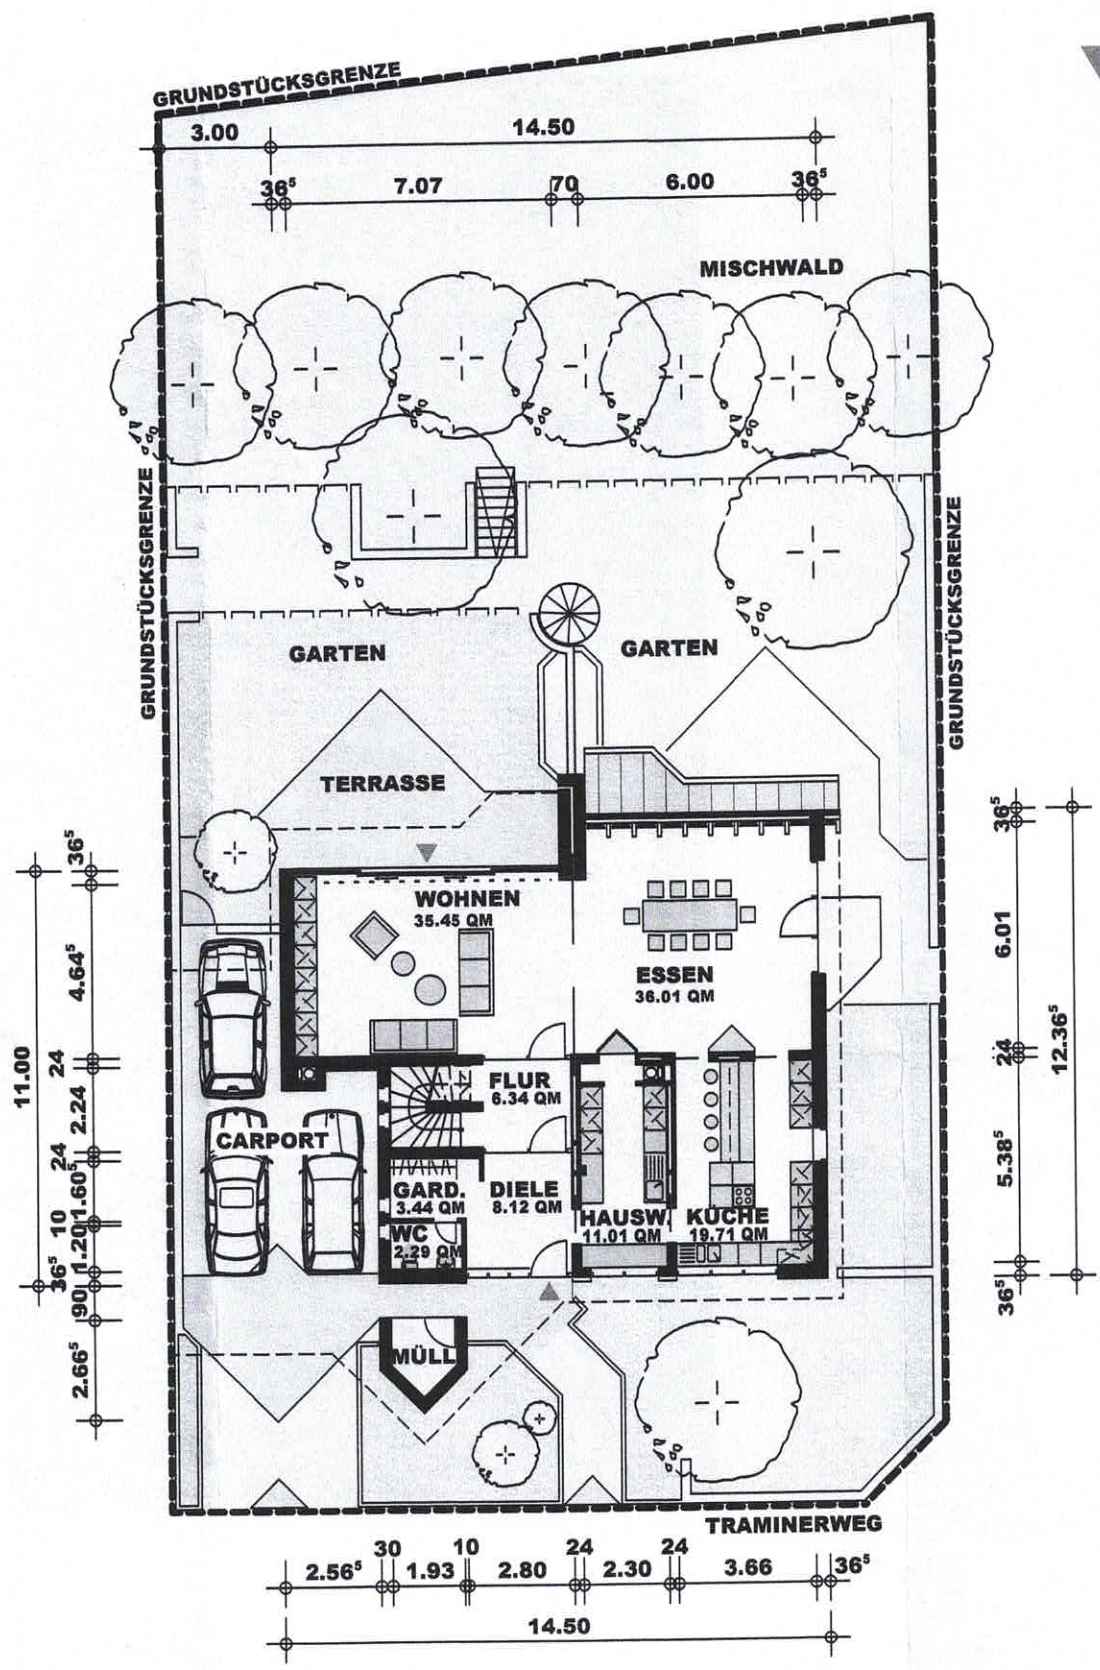 GRUNDSTÜCKSGRENZE
3.00
14.50
36⁵
7.07
70
6.00
36⁵
MISCHWALD
GRUNDSTÜCKSGRENZE
GRUNDSTÜCKSGRENZE
GARTEN
GARTEN
TERRASSE
WOHNEN
35.45 QM
ESSEN
36.01 QM
FLUR
6.34 QM
CARPORT
GARD.
3.44 QM
DIELE
8.12 QM
HAUSW.
11.01 QM
KÜCHE
19.71 QM
WC
2.29 QM
MÜLL
11.00
36⁵
4.64⁵
24
2.24
24
1.60⁵
10
1.20
36⁵
90
2.66⁵
36⁵
6.01
24
5.38⁵
36⁵
12.36⁵
TRAMINERWEG
30
10
24
24
2.56⁵
1.93
2.80
2.30
3.66
36⁵
14.50